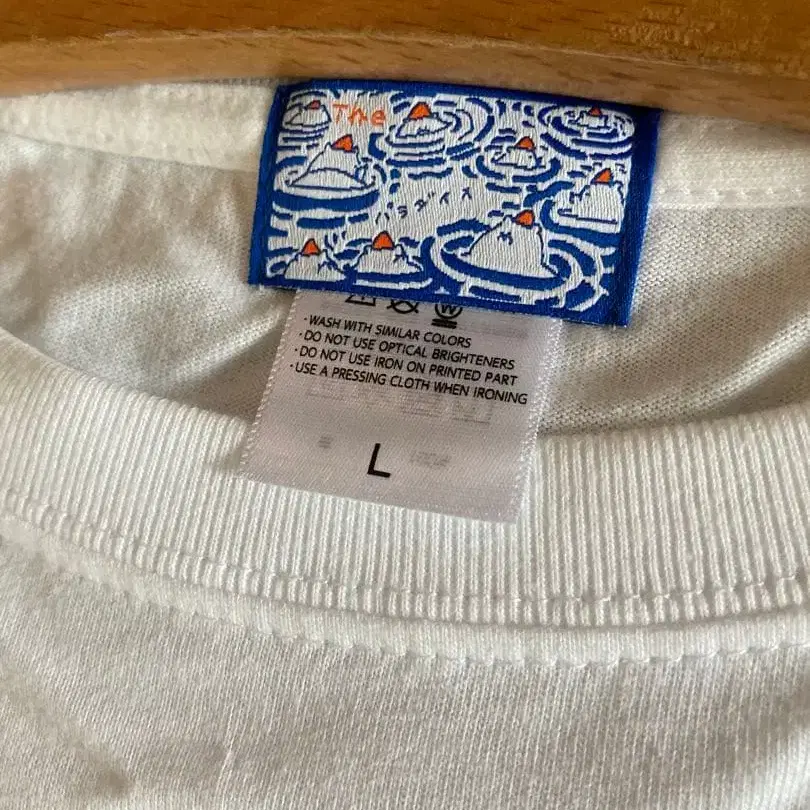 The
パラダイス
W
· WASH WITH SIMILAR COLORS
· DO NOT USE OPTICAL BRIGHTENERS
· DO NOT USE IRON ON PRINTED PART
· USE A PRESSING CLOTH WHEN IRONING
L